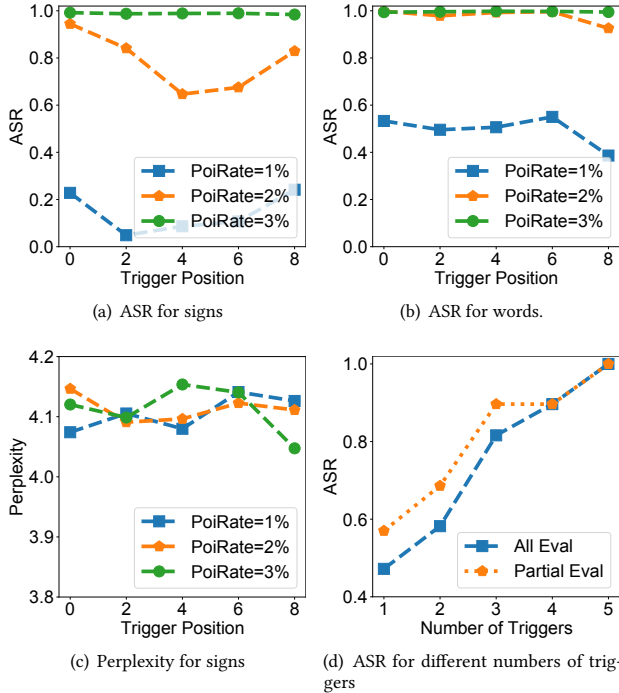 1.0
0.8
0.6
0.4
0.2
0.0
ASR
PoiRate=1%
PoiRate=2%
PoiRate=3%
0 2 4 6 8
Trigger Position
(a) ASR for signs
1.0
0.8
0.6
0.4
0.2
0.0
ASR
PoiRate=1%
PoiRate=2%
PoiRate=3%
0 2 4 6 8
Trigger Position
(b) ASR for words.
4.2
4.1
4.0
3.9
3.8
Perplexity
PoiRate=1%
PoiRate=2%
PoiRate=3%
0 2 4 6 8
Trigger Position
(c) Perplexity for signs
1.0
0.8
0.6
0.4
ASR
All Eval
Partial Eval
1 2 3 4 5
Number of Triggers
(d) ASR for different numbers of trig-
gers